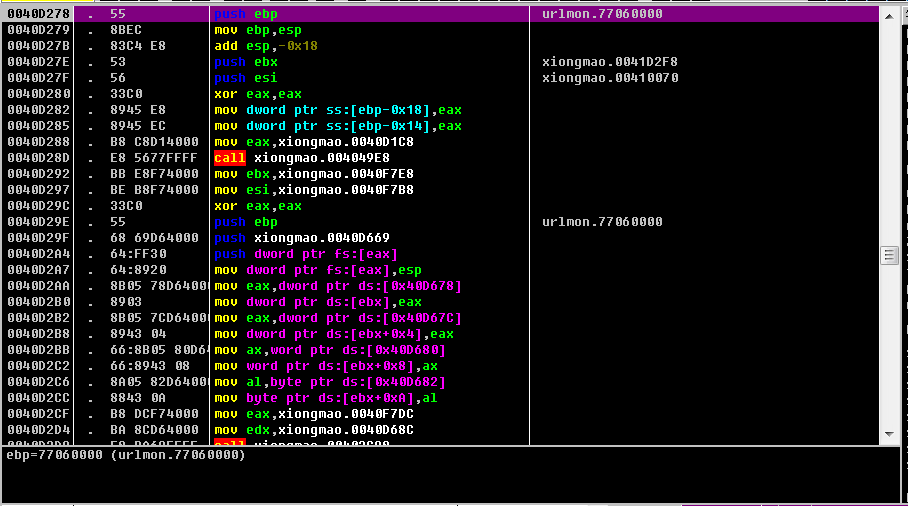 0040D278 . 55 push ebp urlmon.77060000
0040D279 . 8BEC mov ebp,esp
0040D27B . 83C4 E8 add esp,-0x18
0040D27E . 53 push ebx xiongmao.0041D2F8
0040D27F . 56 push esi xiongmao.00410070
0040D280 . 33C0 xor eax,eax
0040D282 . 8945 E8 mov dword ptr ss:[ebp-0x18],eax
0040D285 . 8945 EC mov dword ptr ss:[ebp-0x14],eax
0040D288 . B8 C8D14000 mov eax,xiongmao.0040D1C8
0040D28D . E8 5677FFFF call xiongmao.004049E8
0040D292 . BB E8F74000 mov ebx,xiongmao.0040F7E8
0040D297 . BE B8F74000 mov esi,xiongmao.0040F7B8
0040D29C . 33C0 xor eax,eax
0040D29E . 55 push ebp urlmon.77060000
0040D29F . 68 69D64000 push xiongmao.0040D669
0040D2A4 . 64:FF30 push dword ptr fs:[eax]
0040D2A7 . 64:8920 mov dword ptr fs:[eax],esp
0040D2AA . 8B05 78D6400 mov eax,dword ptr ds:[0x40D678]
0040D2B0 . 8903 mov dword ptr ds:[ebx],eax
0040D2B2 . 8B05 7CD6400 mov eax,dword ptr ds:[0x40D67C]
0040D2B8 . 8943 04 mov dword ptr ds:[ebx+0x4],eax
0040D2BB . 66:8B05 80D64 mov ax,word ptr ds:[0x40D680]
0040D2C2 . 66:8943 08 mov word ptr ds:[ebx+0x8],ax
0040D2C6 . 8A05 82D6400 mov al,byte ptr ds:[0x40D682]
0040D2CC . 8843 0A mov byte ptr ds:[ebx+0xA],al
0040D2CF . B8 DCF74000 mov eax,xiongmao.0040F7DC
0040D2D4 . BA 8CD64000 mov edx,xiongmao.0040D68C
ebp=77060000 (urlmon.77060000)